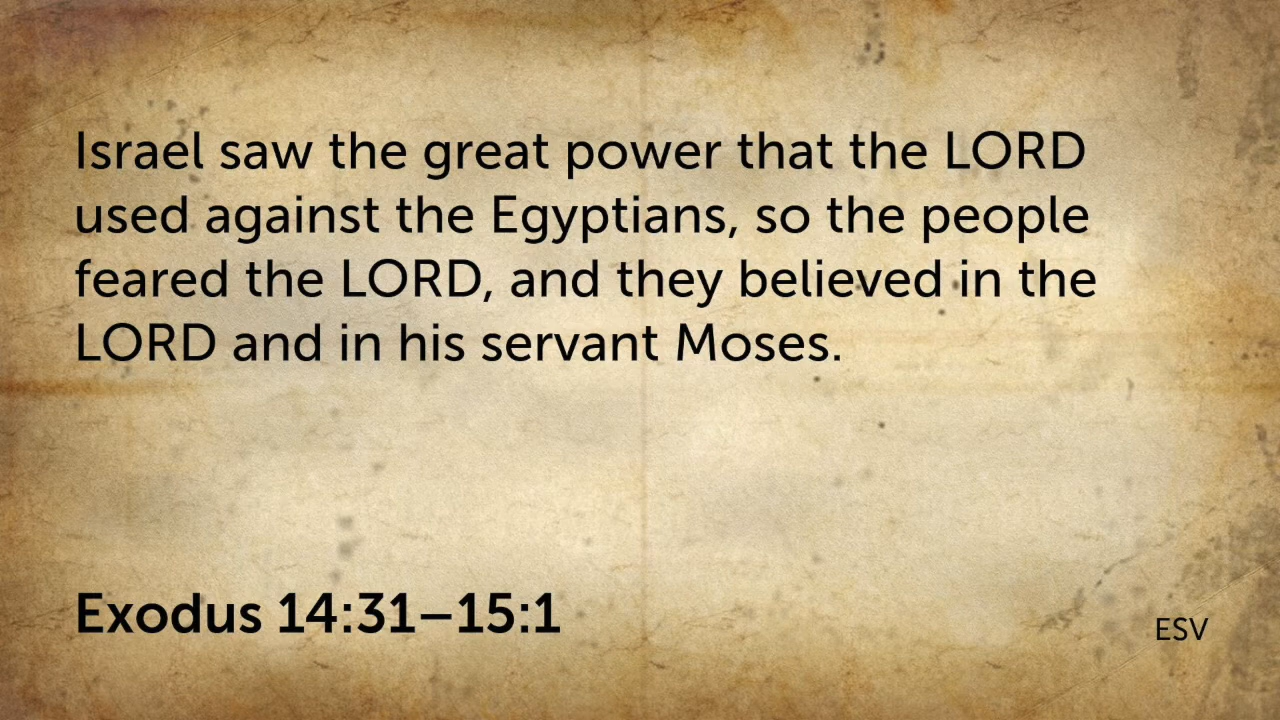 Israel saw the great power that the LORD
used against the Egyptians, so the people
feared the LORD, and they believed in the
LORD and in his servant Moses.
Exodus 14:31–15:1
ESV